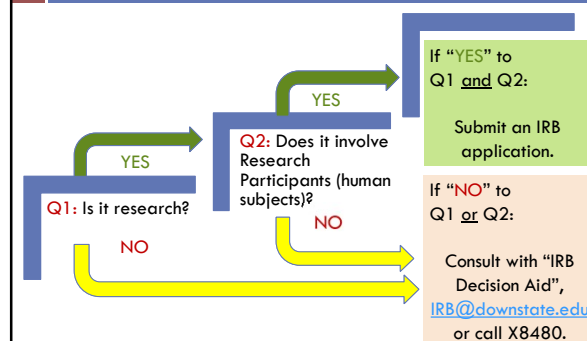 Q1: Is it research?
YES
NO
Q2: Does it involve
Research
Participants (human
subjects)?
YES
NO
If “YES” to
Q1 and Q2:
Submit an IRB
application.
If “NO” to
Q1 or Q2:
Consult with “IRB
Decision Aid”,
IRB@downstate.edu
or call X8480.